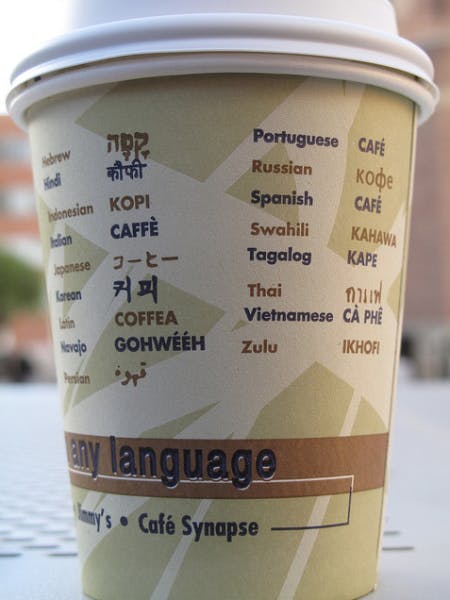 Hebrew קָפֶה
Hindi कौफी
Indonesian KOPI
Italian CAFFÈ
Japanese コーヒー
Korean 커피
Latin COFFEA
Navajo GOHWÉÉH
Persian قهوه
Portuguese CAFÉ
Russian кофе
Spanish CAFÉ
Swahili KAHAWA
Tagalog KAPE
Thai กาแฟ
Vietnamese CÀ PHÊ
Zulu IKHOFI
any language
Jimmy's • Café Synapse